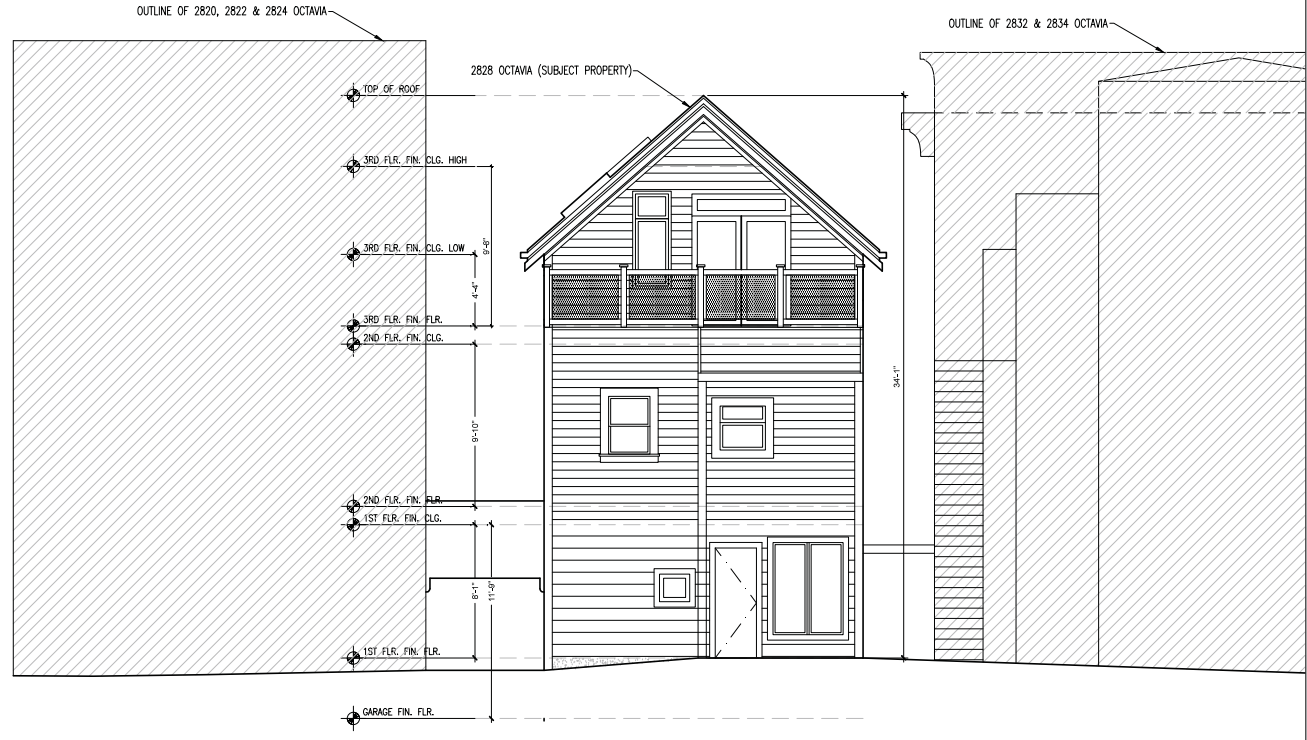 OUTLINE OF 2820, 2822 & 2824 OCTAVIA
OUTLINE OF 2832 & 2834 OCTAVIA
2828 OCTAVIA (SUBJECT PROPERTY)
TOP OF ROOF
3RD FLR. FIN. CLG. HIGH
3RD FLR. FIN. CLG. LOW
9'-8"
4'-4"
3RD FLR. FIN. FLR.
2ND FLR. FIN. CLG.
34'-1"
9'-10"
2ND FLR. FIN. FLR.
1ST FLR. FIN. CLG.
8'-1"
11'-9"
1ST FLR. FIN. FLR.
GARAGE FIN. FLR.